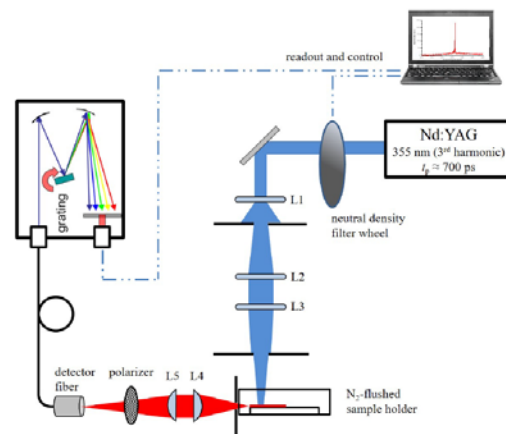 readout and control
Nd:YAG
355 nm (3rd harmonic)
tp ≈ 700 ps
grating
L1
neutral density
filter wheel
L2
L3
detector
fiber
polarizer
L5
L4
N2-flushed
sample holder